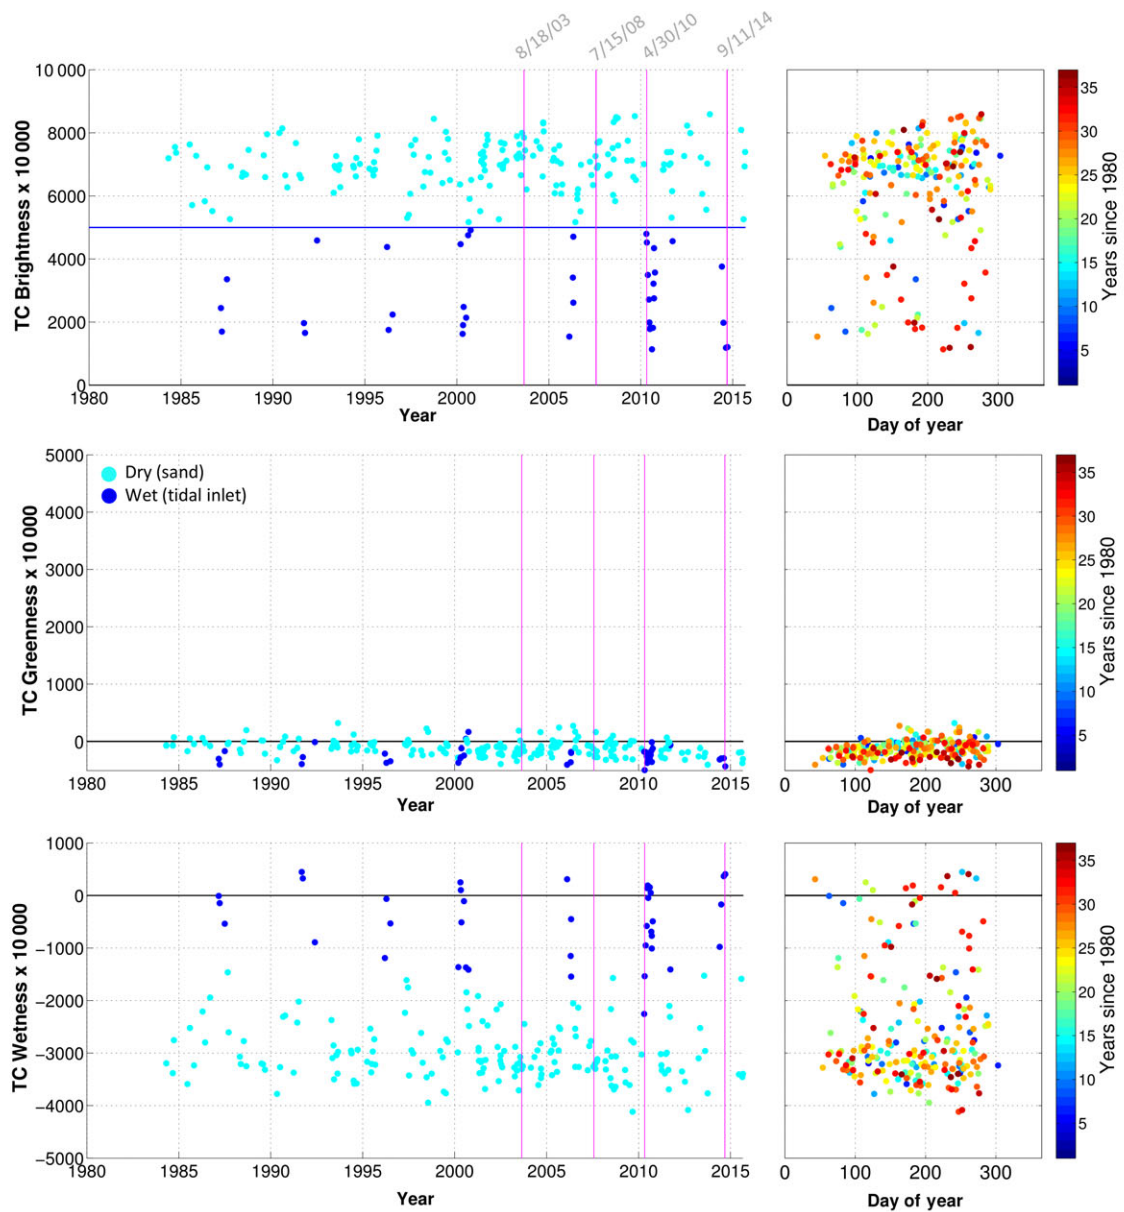 8/18/03 7/15/08 4/30/10 9/11/14
10 000
8000
6000
4000
2000
0
TC Brightness x 10 000
1980 1985 1990 1995 2000 2005 2010 2015
Year
0 100 200 300
Day of year
35
30
25
20
15
10
5
Years since 1980
5000
4000
3000
2000
1000
0
TC Greenness x 10 000
Dry (sand)
Wet (tidal inlet)
1980 1985 1990 1995 2000 2005 2010 2015
Year
0 100 200 300
Day of year
35
30
25
20
15
10
5
Years since 1980
1000
0
−1000
−2000
−3000
−4000
−5000
TC Wetness x 10 000
1980 1985 1990 1995 2000 2005 2010 2015
Year
0 100 200 300
Day of year
35
30
25
20
15
10
5
Years since 1980